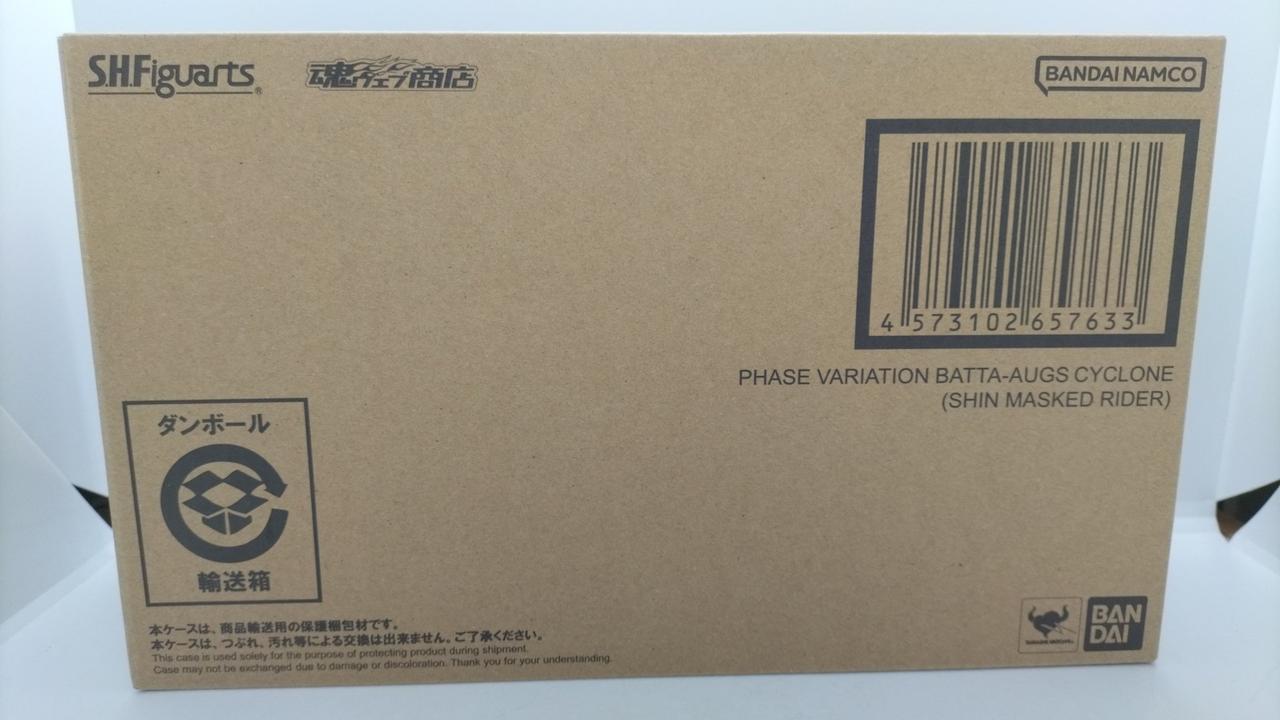 S.H.Figuarts®
魂ウェブ商店
BANDAI NAMCO
4 573102 657633
PHASE VARIATION BATTA-AUGS CYCLONE
(SHIN MASKED RIDER)
ダンボール
輸送箱
本ケースは、商品輸送用の保護梱包材です。
本ケースは、つぶれ、汚れ等による交換は出来ません。ご了承ください。
This case is used solely for the purpose of protecting product during shipment.
Case may not be exchanged due to damage or discoloration. Thank you for your understanding.
TAMASHII NATIONS
BAN
DAI